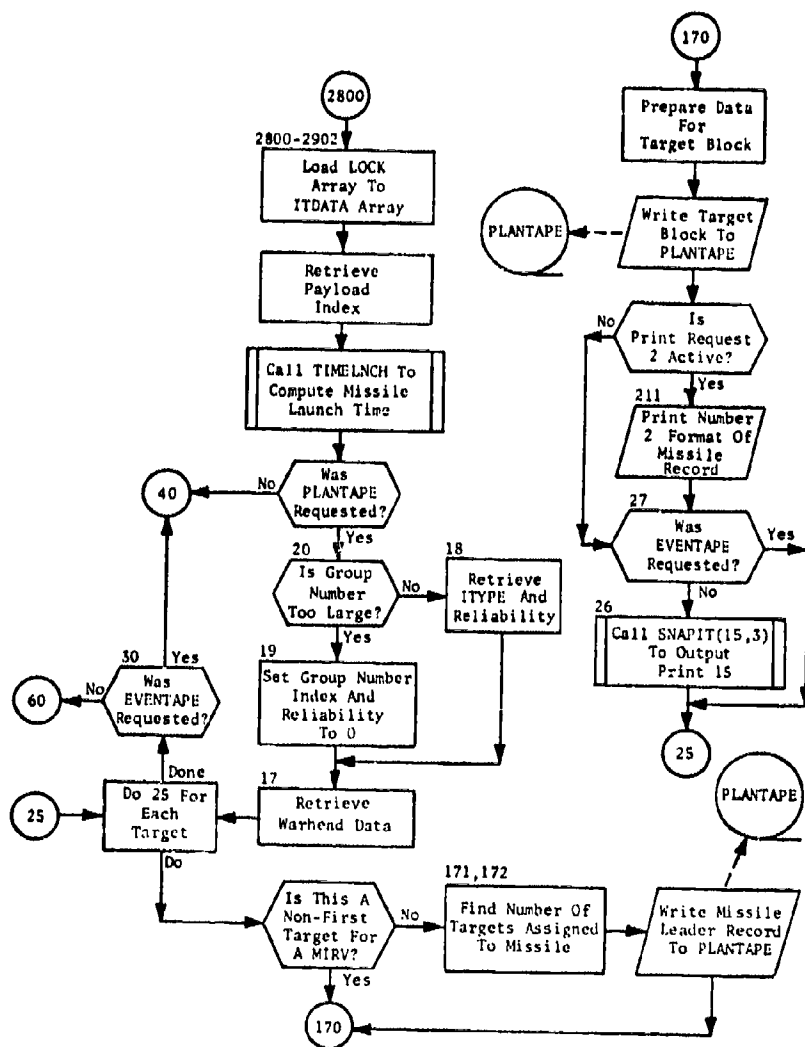 2800
2800-2902
Load LOCK
Array To
ITDATA Array
Retrieve
Payload
Index
Call TIMELNCH To
Compute Missile
Launch Time
Was
PLANTAPE
Requested?
No
40
Yes
20
Is Group
Number
Too Large?
No
18
Retrieve
ITYPE And
Reliability
Yes
19
Set Group Number
Index And
Reliability
To 0
30
Was
EVENTAPE
Requested?
Yes
No
60
Done
17
Retrieve
Warhend Data
25
Do 25 For
Each
Target
Do
Is This A
Non-First
Target For
A MIRV?
No
171,172
Find Number Of
Targets Assigned
To Missile
Write Missile
Leader Record
To PLANTAPE
PLANTAPE
Yes
170
170
Prepare Data
For
Target Block
Write Target
Block To
PLANTAPE
PLANTAPE
Is
Print Request
2 Active?
No
Yes
211
Print Number
2 Format Of
Missile
Record
27
Was
EVENTAPE
Requested?
Yes
No
26
Call SNAPIT(15,3)
To Output
Print 15
25